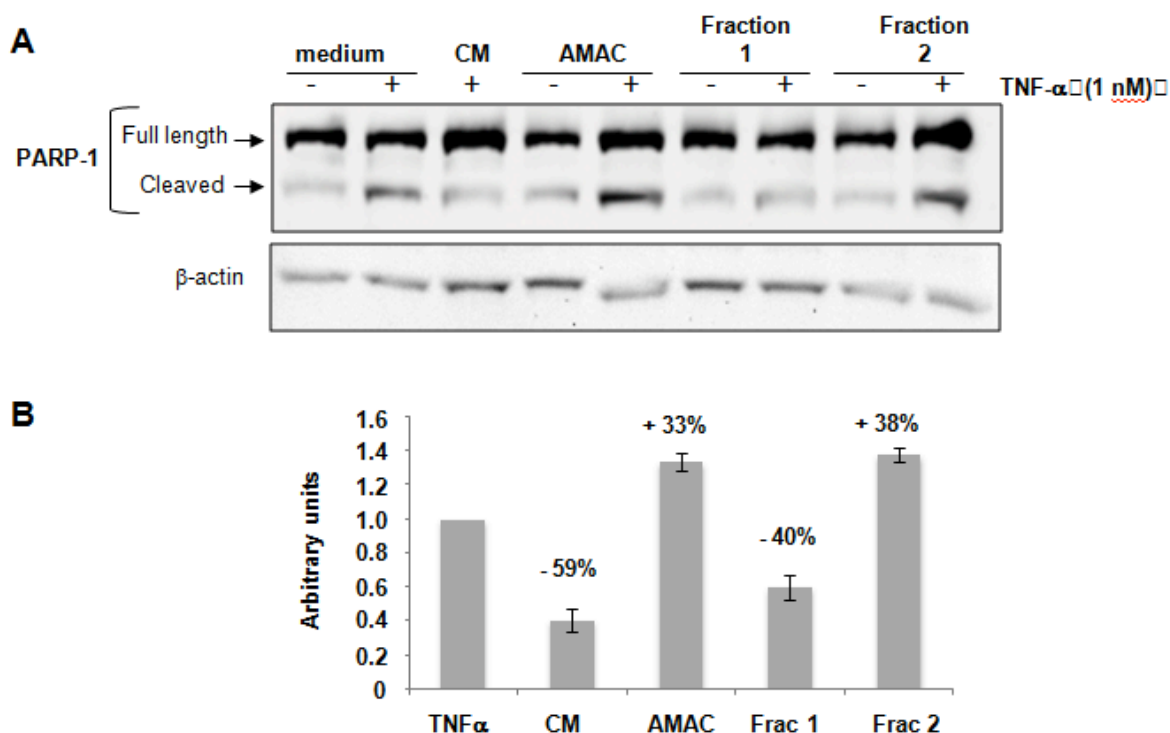 A
Fraction
Fraction
medium CM AMAC 1 2
- + + - + - + - + TNF-α□(1 nM)□
Full length
PARP-1
Cleaved
β-actin
B
1.6
1.4
1.2
1.0
0.8
0.6
0.4
0.2
0
Arbitrary units
- 59%
+ 33%
- 40%
+ 38%
TNFα CM AMAC Frac 1 Frac 2